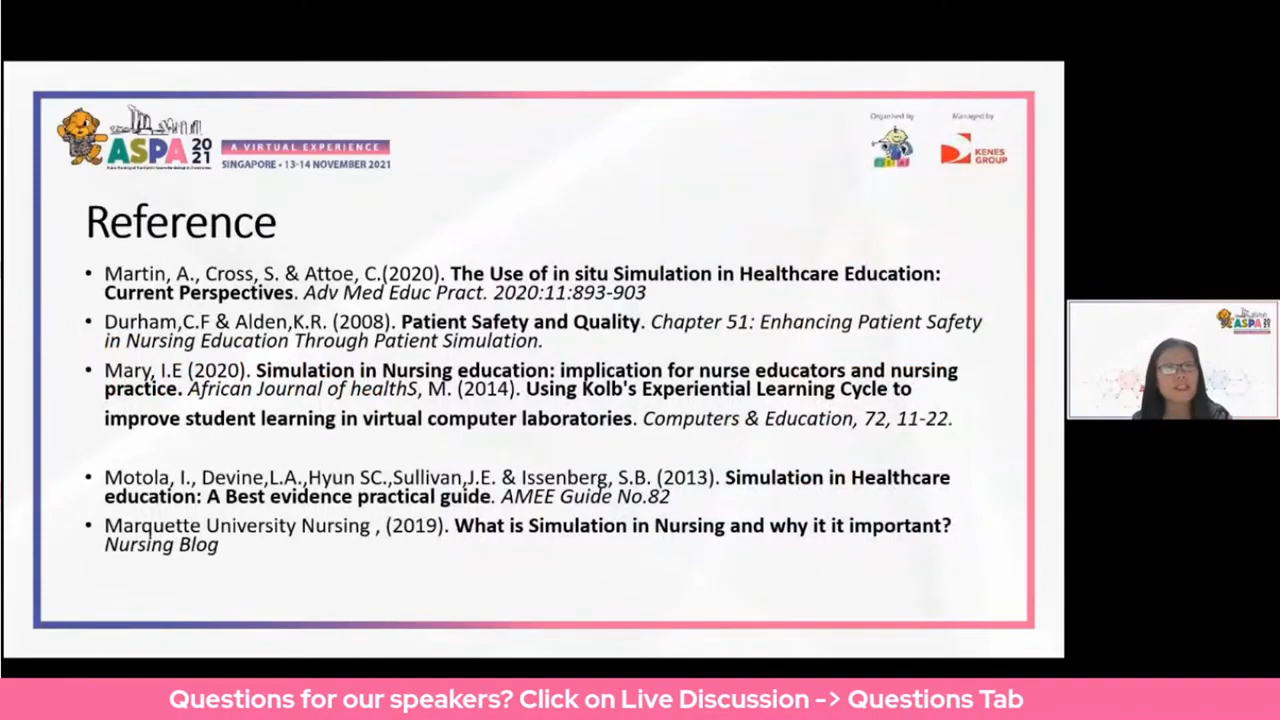 ASPA 20
21
A VIRTUAL EXPERIENCE
SINGAPORE • 13-14 NOVEMBER 2021
Organised by
Managed by
KENES
GROUP
Reference
• Martin, A., Cross, S. & Attoe, C.(2020). The Use of in situ Simulation in Healthcare Education:
Current Perspectives. Adv Med Educ Pract. 2020:11:893-903
• Durham,C.F & Alden,K.R. (2008). Patient Safety and Quality. Chapter 51: Enhancing Patient Safety
in Nursing Education Through Patient Simulation.
• Mary, I.E (2020). Simulation in Nursing education: implication for nurse educators and nursing
practice. African Journal of healthS, M. (2014). Using Kolb's Experiential Learning Cycle to
improve student learning in virtual computer laboratories. Computers & Education, 72, 11-22.
• Motola, I., Devine,L.A.,Hyun SC.,Sullivan,J.E. & Issenberg, S.B. (2013). Simulation in Healthcare
education: A Best evidence practical guide. AMEE Guide No.82
• Marquette University Nursing , (2019). What is Simulation in Nursing and why it it important?
Nursing Blog
ASPA
Questions for our speakers? Click on Live Discussion -> Questions Tab